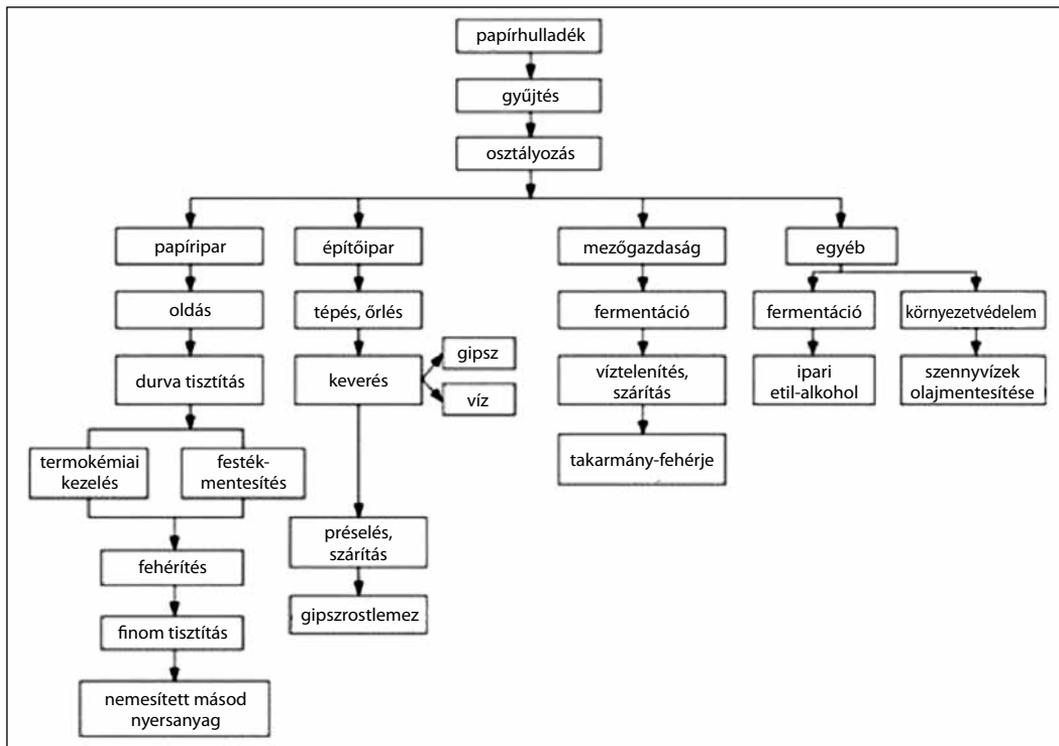 papírhulladék
gyűjtés
osztályozás
papíripar
építőipar
mezőgazdaság
egyéb
oldás
tépés, őrlés
fermentáció
fermentáció
környezetvédelem
durva tisztítás
keverés
gipsz
víz
víztelenítés,
szárítás
ipari
etil-alkohol
szennyvízek
olajmentesítése
termokémiai
kezelés
festék-
mentesítés
takarmány-fehérje
préselés,
szárítás
fehérítés
gipszrostlemez
finom tisztítás
nemesített másod
nyersanyag